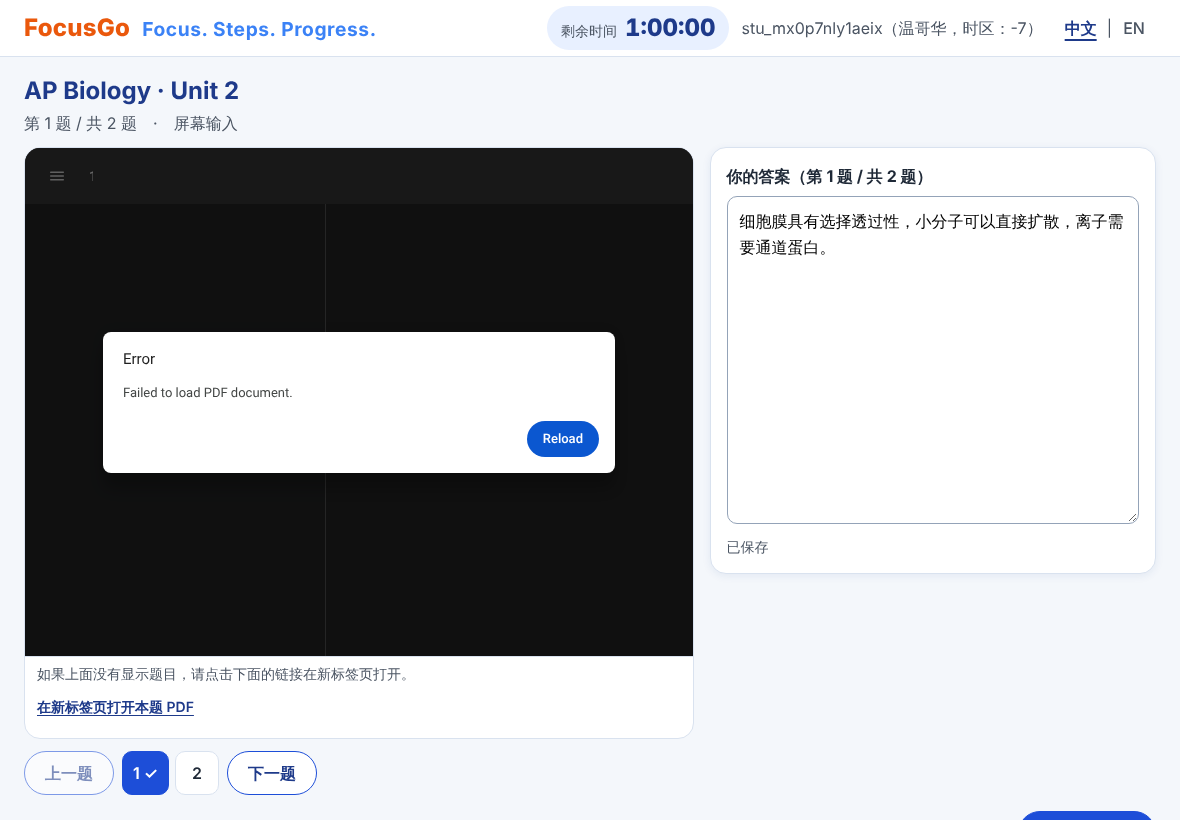 FocusGo Focus. Steps. Progress. 剩余时间 1:00:00 stu_mx0p7nly1aeix（温哥华，时区：-7） 中文 | EN
AP Biology · Unit 2
第 1 题 / 共 2 题 · 屏幕输入
1
Error
Failed to load PDF document.
Reload
如果上面没有显示题目，请点击下面的链接在新标签页打开。
在新标签页打开本题 PDF
你的答案（第 1 题 / 共 2 题）
细胞膜具有选择透过性，小分子可以直接扩散，离子需
要通道蛋白。
已保存
上一题 1 ✓ 2 下一题